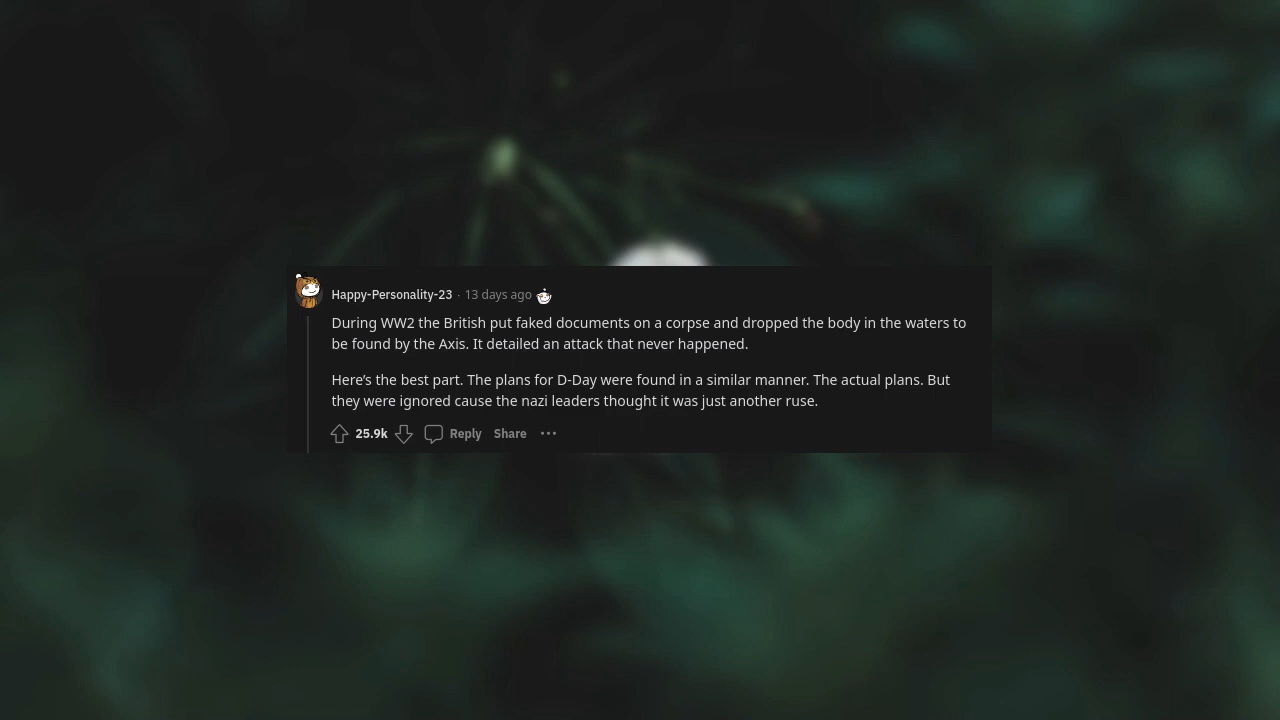 Happy-Personality-23 · 13 days ago
During WW2 the British put faked documents on a corpse and dropped the body in the waters to
be found by the Axis. It detailed an attack that never happened.
Here’s the best part. The plans for D-Day were found in a similar manner. The actual plans. But
they were ignored cause the nazi leaders thought it was just another ruse.
25.9k Reply Share ···